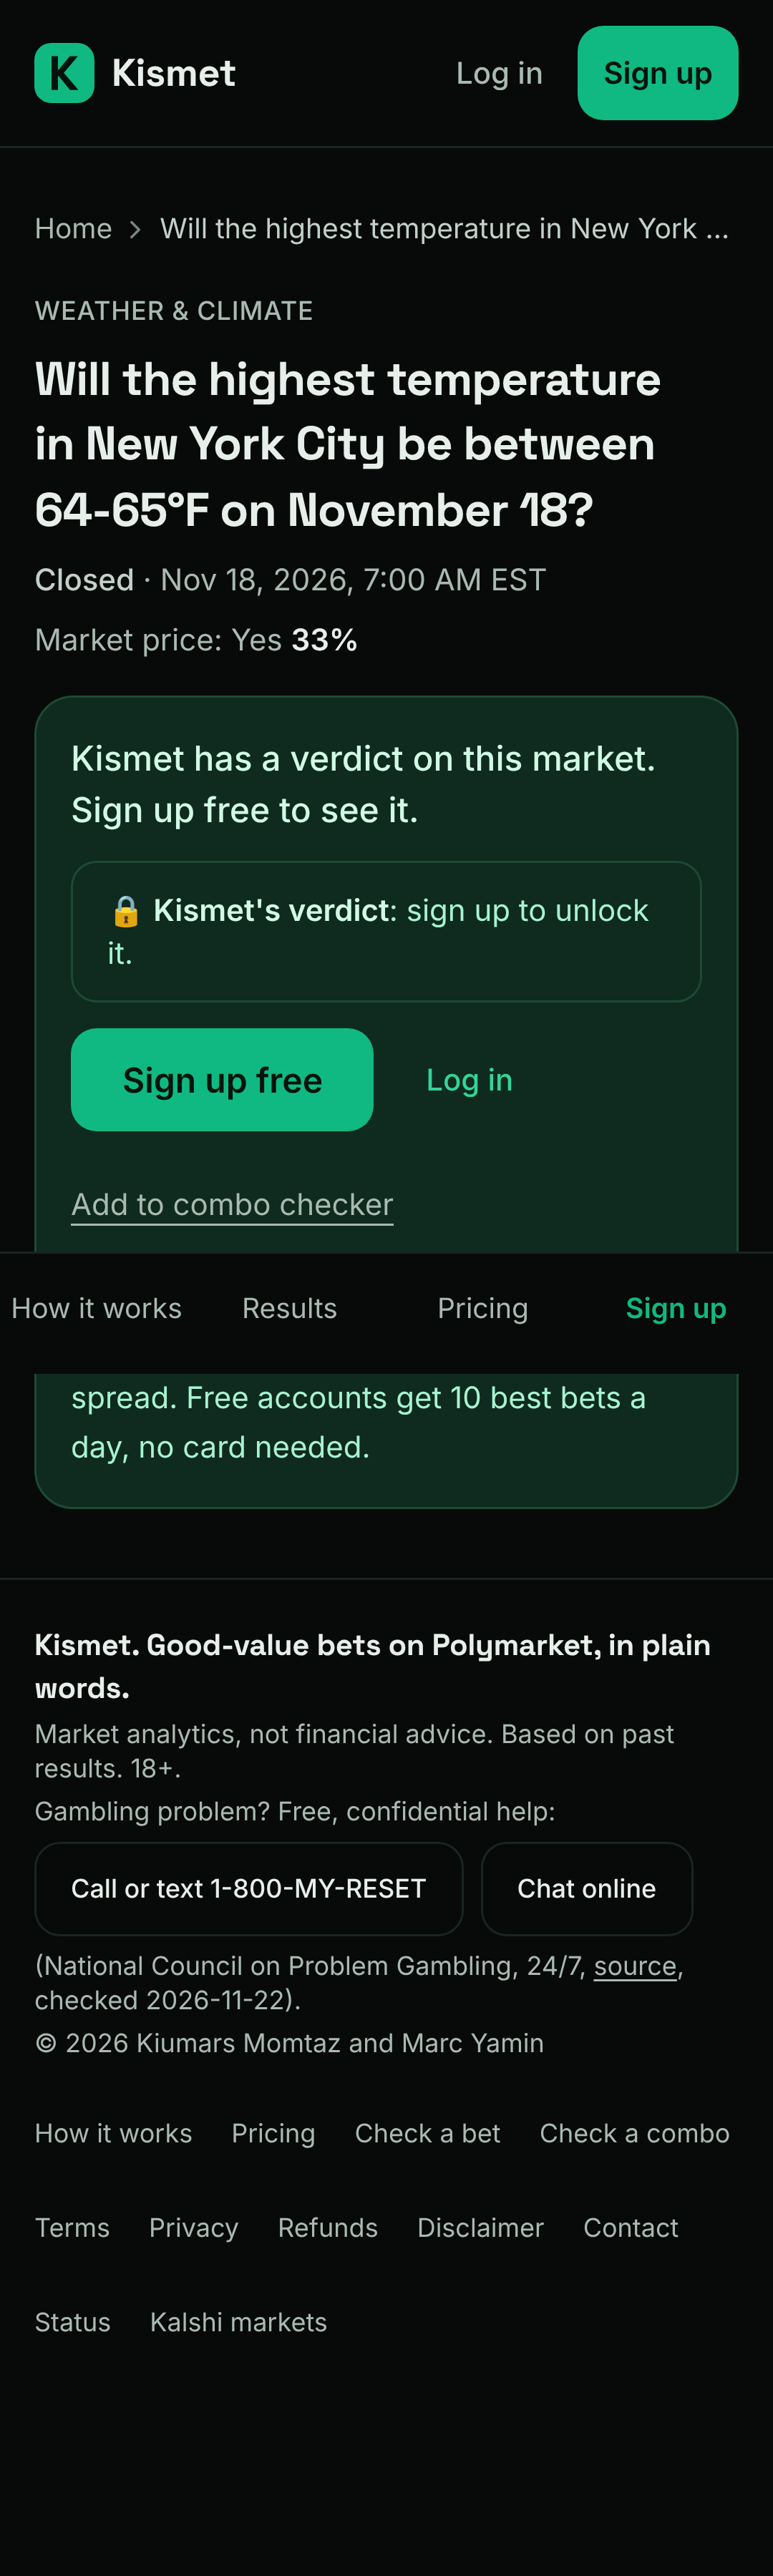 K Kismet Log in Sign up
Home > Will the highest temperature in New York ...
WEATHER & CLIMATE
Will the highest temperature
in New York City be between
64-65°F on November 18?
Closed · Nov 18, 2026, 7:00 AM EST
Market price: Yes 33%
Kismet has a verdict on this market.
Sign up free to see it.
🔒 Kismet's verdict: sign up to unlock
it.
Sign up free Log in
Add to combo checker
How it works Results Pricing Sign up
spread. Free accounts get 10 best bets a
day, no card needed.
Kismet. Good-value bets on Polymarket, in plain
words.
Market analytics, not financial advice. Based on past
results. 18+.
Gambling problem? Free, confidential help:
Call or text 1-800-MY-RESET Chat online
(National Council on Problem Gambling, 24/7, source,
checked 2026-11-22).
© 2026 Kiumars Momtaz and Marc Yamin
How it works Pricing Check a bet Check a combo
Terms Privacy Refunds Disclaimer Contact
Status Kalshi markets